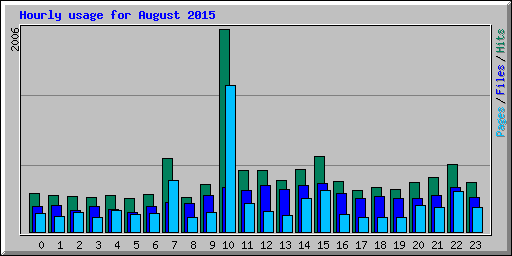 Hourly usage for August 2015
2006
Pages / Files / Hits
0 1 2 3 4 5 6 7 8 9 10 11 12 13 14 15 16 17 18 19 20 21 22 23